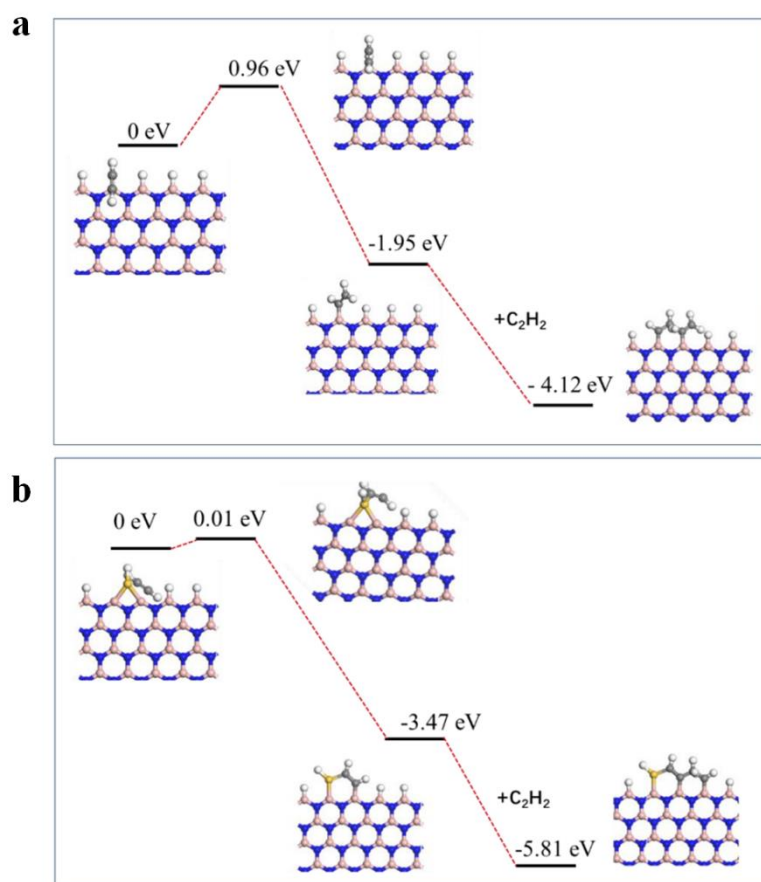 a
0.96 eV
0 eV
-1.95 eV
+C₂H₂
- 4.12 eV
b
0 eV
0.01 eV
-3.47 eV
+C₂H₂
-5.81 eV